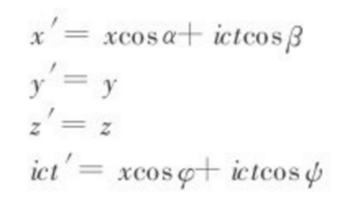 x′= xcosα+ ictcosβ
y′= y
z′= z
ict′= xcosφ+ ictcosψ